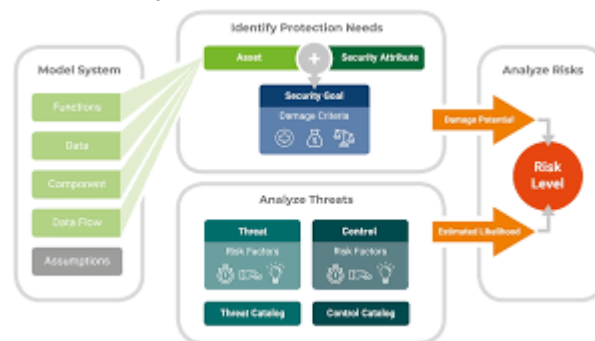 Identify Protection Needs
Asset
Security Attribute
Model System
Functions
Data
Component
Data Flow
Assumptions
Security Goal
Damage Criteria
Analyze Threats
Threat
Risk Factors
Control
Risk Factors
Threat Catalog
Control Catalog
Analyze Risks
Damage Potential
Risk
Level
Estimated Likelihood